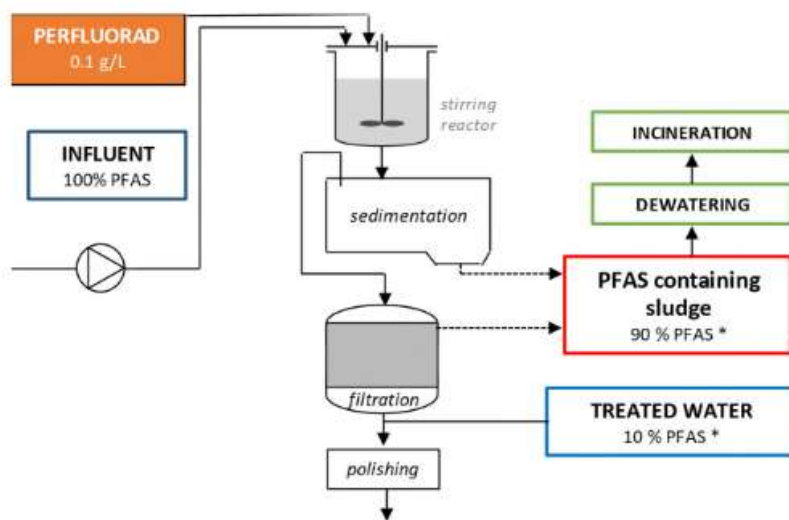 PERFLUORAD
0.1 g/L
stirring
reactor
INFLUENT
100% PFAS
INCINERATION
DEWATERING
sedimentation
PFAS containing
sludge
90 % PFAS *
filtration
TREATED WATER
10 % PFAS *
polishing